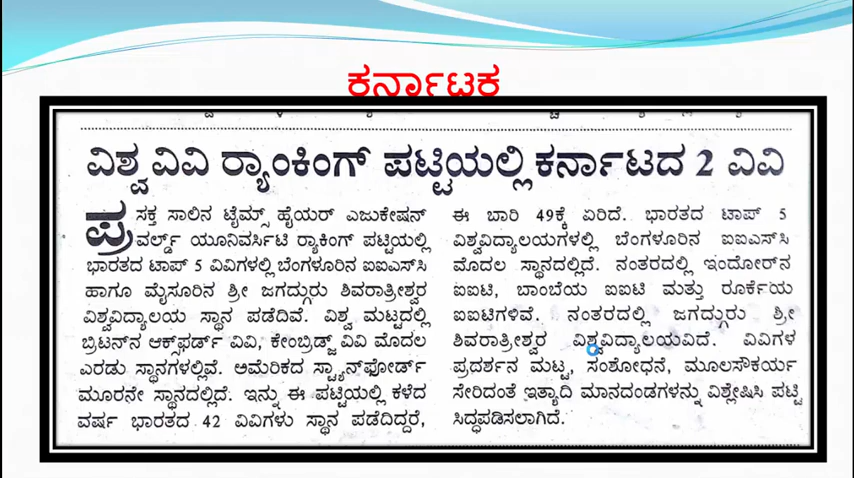 ಕರ್ನಾಟಕ
ವಿಶ್ವ ವಿವಿ ರ‍್ಯಾಂಕಿಂಗ್ ಪಟ್ಟಿಯಲ್ಲಿ ಕರ್ನಾಟದ 2 ವಿವಿ
ಪ್ರಸಕ್ತ ಸಾಲಿನ ಟೈಮ್ಸ್ ಹೈಯರ್ ಎಜುಕೇಷನ್
ವರ್ಲ್ಡ್ ಯೂನಿವರ್ಸಿಟಿ ರ‍್ಯಾಕಿಂಗ್ ಪಟ್ಟಿಯಲ್ಲಿ
ಭಾರತದ ಟಾಪ್ 5 ವಿವಿಗಳಲ್ಲಿ ಬೆಂಗಳೂರಿನ ಐಐಎಸ್‌ಸಿ
ಹಾಗೂ ಮೈಸೂರಿನ ಶ್ರೀ ಜಗದ್ಗುರು ಶಿವರಾತ್ರೀಶ್ವರ
ವಿಶ್ವವಿದ್ಯಾಲಯ ಸ್ಥಾನ ಪಡೆದಿವೆ. ವಿಶ್ವ ಮಟ್ಟದಲ್ಲಿ
ಬ್ರಿಟನ್‌ನ ಆಕ್ಸ್‌ಫರ್ಡ್ ವಿವಿ, ಕೇಂಬ್ರಿಡ್ಜ್ ವಿವಿ ಮೊದಲ
ಎರಡು ಸ್ಥಾನಗಳಲ್ಲಿವೆ. ಅಮೆರಿಕದ ಸ್ಟ್ಯಾನ್‌ಫೋರ್ಡ್
ಮೂರನೇ ಸ್ಥಾನದಲ್ಲಿದೆ. ಇನ್ನು ಈ ಪಟ್ಟಿಯಲ್ಲಿ ಕಳೆದ
ವರ್ಷ ಭಾರತದ 42 ವಿವಿಗಳು ಸ್ಥಾನ ಪಡೆದಿದ್ದರೆ,
ಈ ಬಾರಿ 49ಕ್ಕೆ ಏರಿದೆ. ಭಾರತದ ಟಾಪ್ 5
ವಿಶ್ವವಿದ್ಯಾಲಯಗಳಲ್ಲಿ ಬೆಂಗಳೂರಿನ ಐಐಎಸ್‌ಸಿ
ಮೊದಲ ಸ್ಥಾನದಲ್ಲಿದೆ. ನಂತರದಲ್ಲಿ ಇಂದೋರ್‌ನ
ಐಐಟಿ, ಬಾಂಬೆಯ ಐಐಟಿ ಮತ್ತು ರೂರ್ಕೆಯ
ಐಐಟಿಗಳಿವೆ. ನಂತರದಲ್ಲಿ ಜಗದ್ಗುರು ಶ್ರೀ
ಶಿವರಾತ್ರೀಶ್ವರ ವಿಶ್ವವಿದ್ಯಾಲಯವಿದೆ. ವಿವಿಗಳ
ಪ್ರದರ್ಶನ ಮಟ್ಟ, ಸಂಶೋಧನೆ, ಮೂಲಸೌಕರ್ಯ
ಸೇರಿದಂತೆ ಇತ್ಯಾದಿ ಮಾನದಂಡಗಳನ್ನು ವಿಶ್ಲೇಷಿಸಿ ಪಟ್ಟಿ
ಸಿದ್ಧಪಡಿಸಲಾಗಿದೆ.